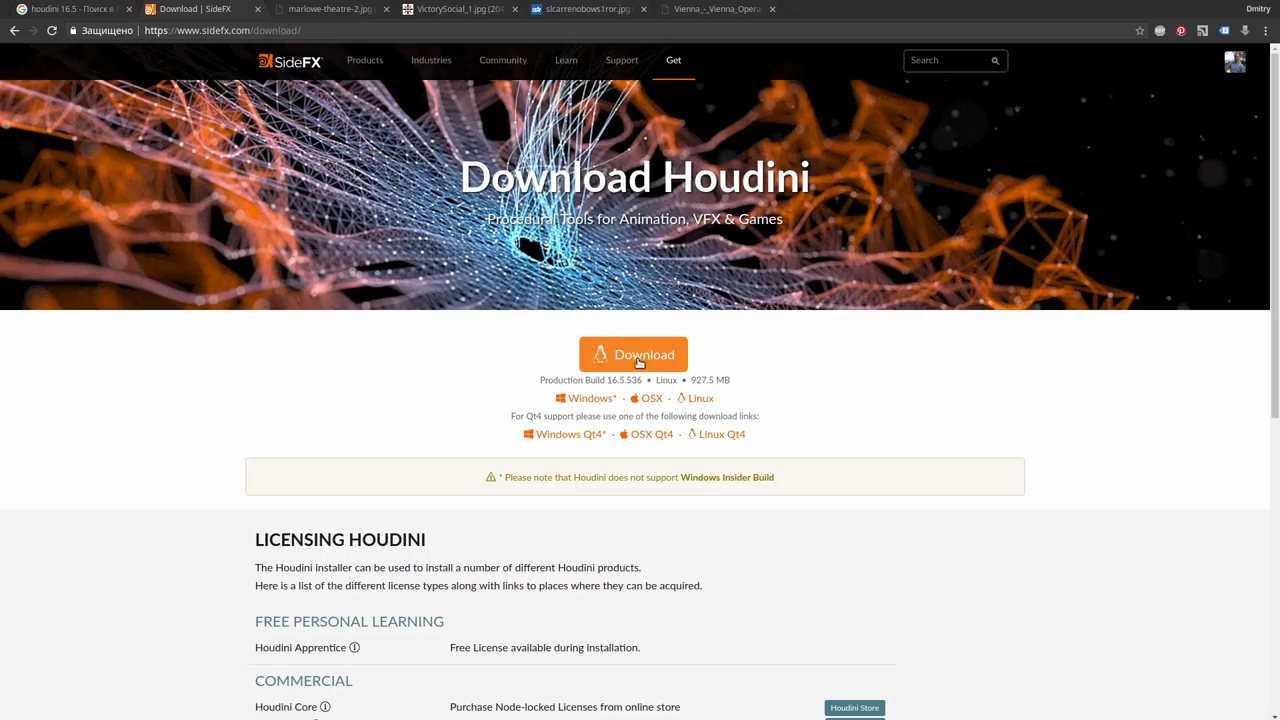 houdini 16.5 - Поиск в G
Download | SideFX
marlowe-theatre-2.jpg
VictorySocial_1.jpg (204
slcarrenobows1ror.jpg
Vienna_-_Vienna_Opera
Dmitry
Защищено
https://www.sidefx.com/download/
SideFX
Products
Industries
Community
Learn
Support
Get
Search
Download Houdini
Procedural Tools for Animation, VFX & Games
Download
Production Build 16.5.536 • Linux • 927.5 MB
Windows* · OSX · Linux
For Qt4 support please use one of the following download links:
Windows Qt4* · OSX Qt4 · Linux Qt4
* Please note that Houdini does not support Windows Insider Build
LICENSING HOUDINI
The Houdini installer can be used to install a number of different Houdini products.
Here is a list of the different license types along with links to places where they can be acquired.
FREE PERSONAL LEARNING
Houdini Apprentice
Free License available during installation.
COMMERCIAL
Houdini Core
Purchase Node-locked Licenses from online store
Houdini Store